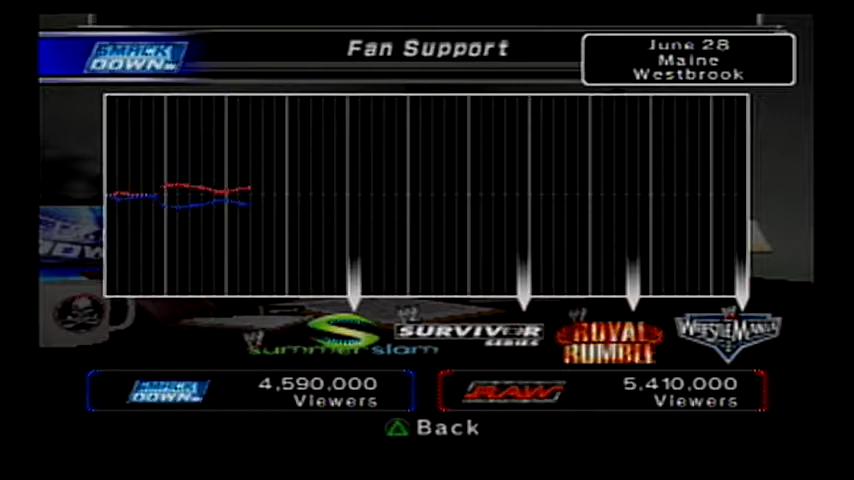 SMACK
DOWN
Fan Support
June 28
Maine
Westbrook
DOWN
summerslam
SURVIVOR
SERIES
ROYAL
RUMBLE
WRESTLEMANIA
SMACK
DOWN
4,590,000
Viewers
RAW
5,410,000
Viewers
Back